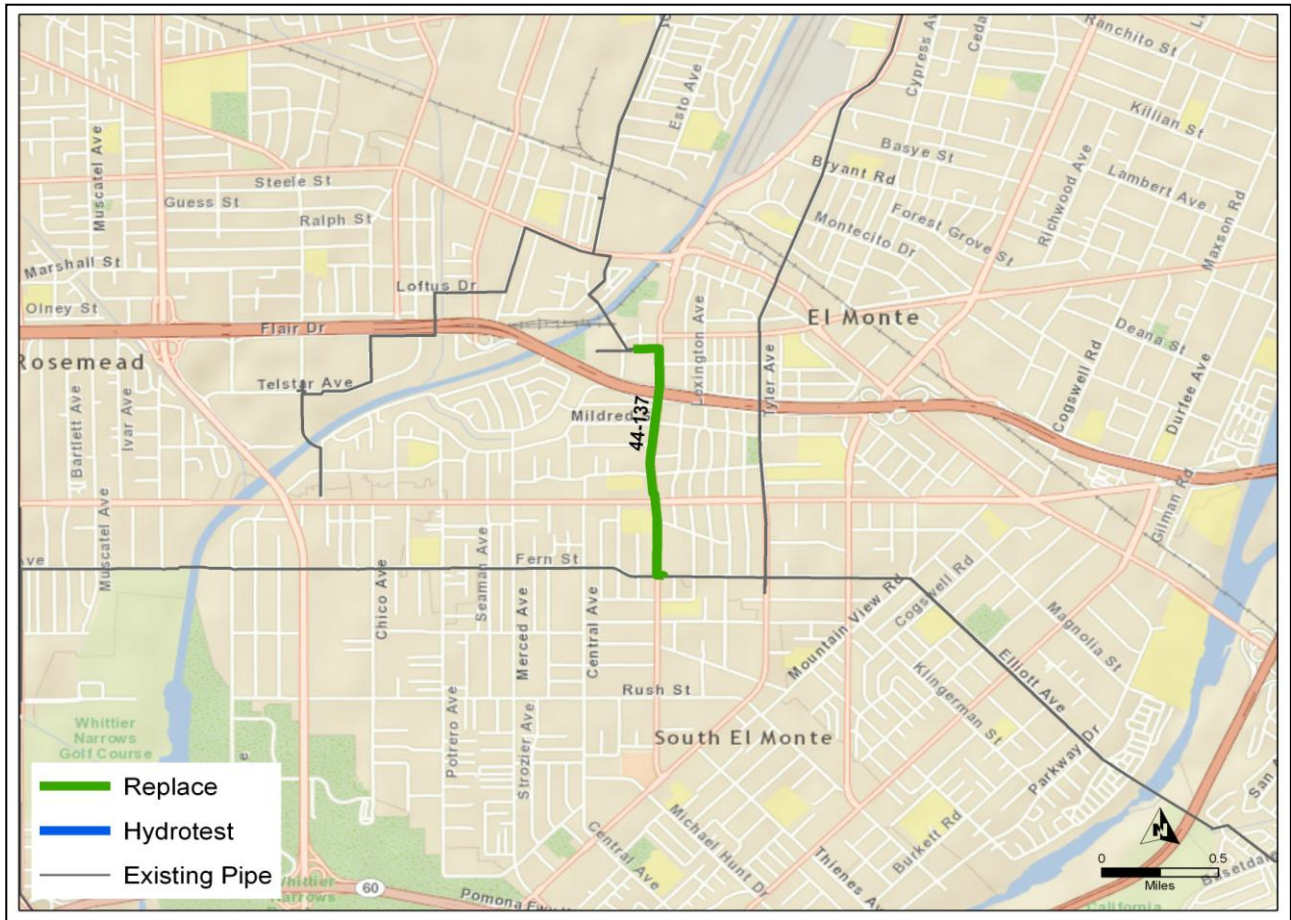 Ranchito St
Cypress Ave
Esto Ave
Killian St
Muscatel Ave
Basye St
Steele St
Bryant Rd
Lambert Ave
Guess St
Richwood Ave
Maxson Rd
Ralph St
Forest Grove St
Montecito Dr
Marshall St
Loftus Dr
Olney St
El Monte
Flair Dr
Lexington Ave
Deana St
Rosemead
Tyler Ave
Cogswell Rd
Durfee Ave
Telstar Ave
Bartlett Ave
Ivar Ave
Mildred
44-137
Gilman Rd
Muscatel Ave
Fern St
Seaman Ave
Chico Ave
Merced Ave
Central Ave
Mountain View Rd
Cogswell Rd
Magnolia St
Elliott Ave
Rush St
Klingerman St
Whittier
Narrows
Golf Course
Potrero Ave
Strozier Ave
South El Monte
Parkway Dr
Replace
Hydrotest
Existing Pipe
Michael Hunt Dr
Burkett Rd
N
0 0.5
Miles
Central Ave
Thienes Ave
Whittier
Narrows
60
Pomona Fwy
California